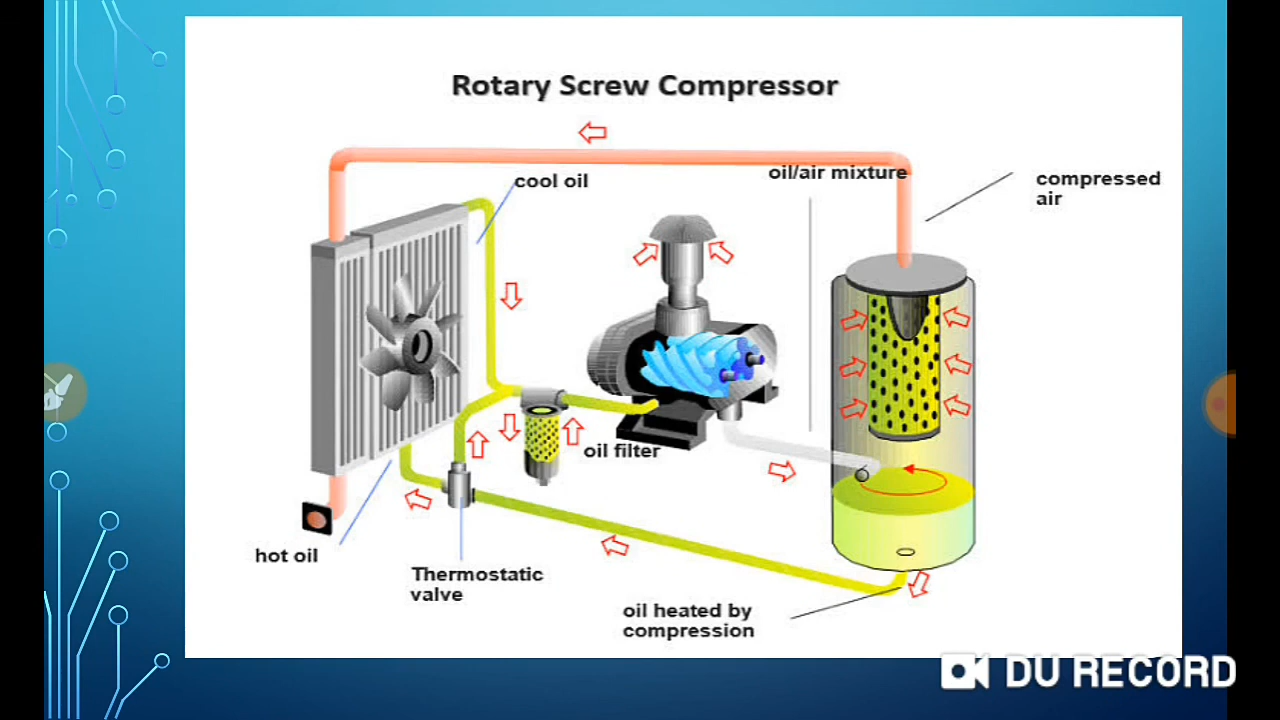 Rotary Screw Compressor
cool oil
oil/air mixture
compressed
air
oil filter
hot oil
Thermostatic
valve
oil heated by
compression
DU RECORD